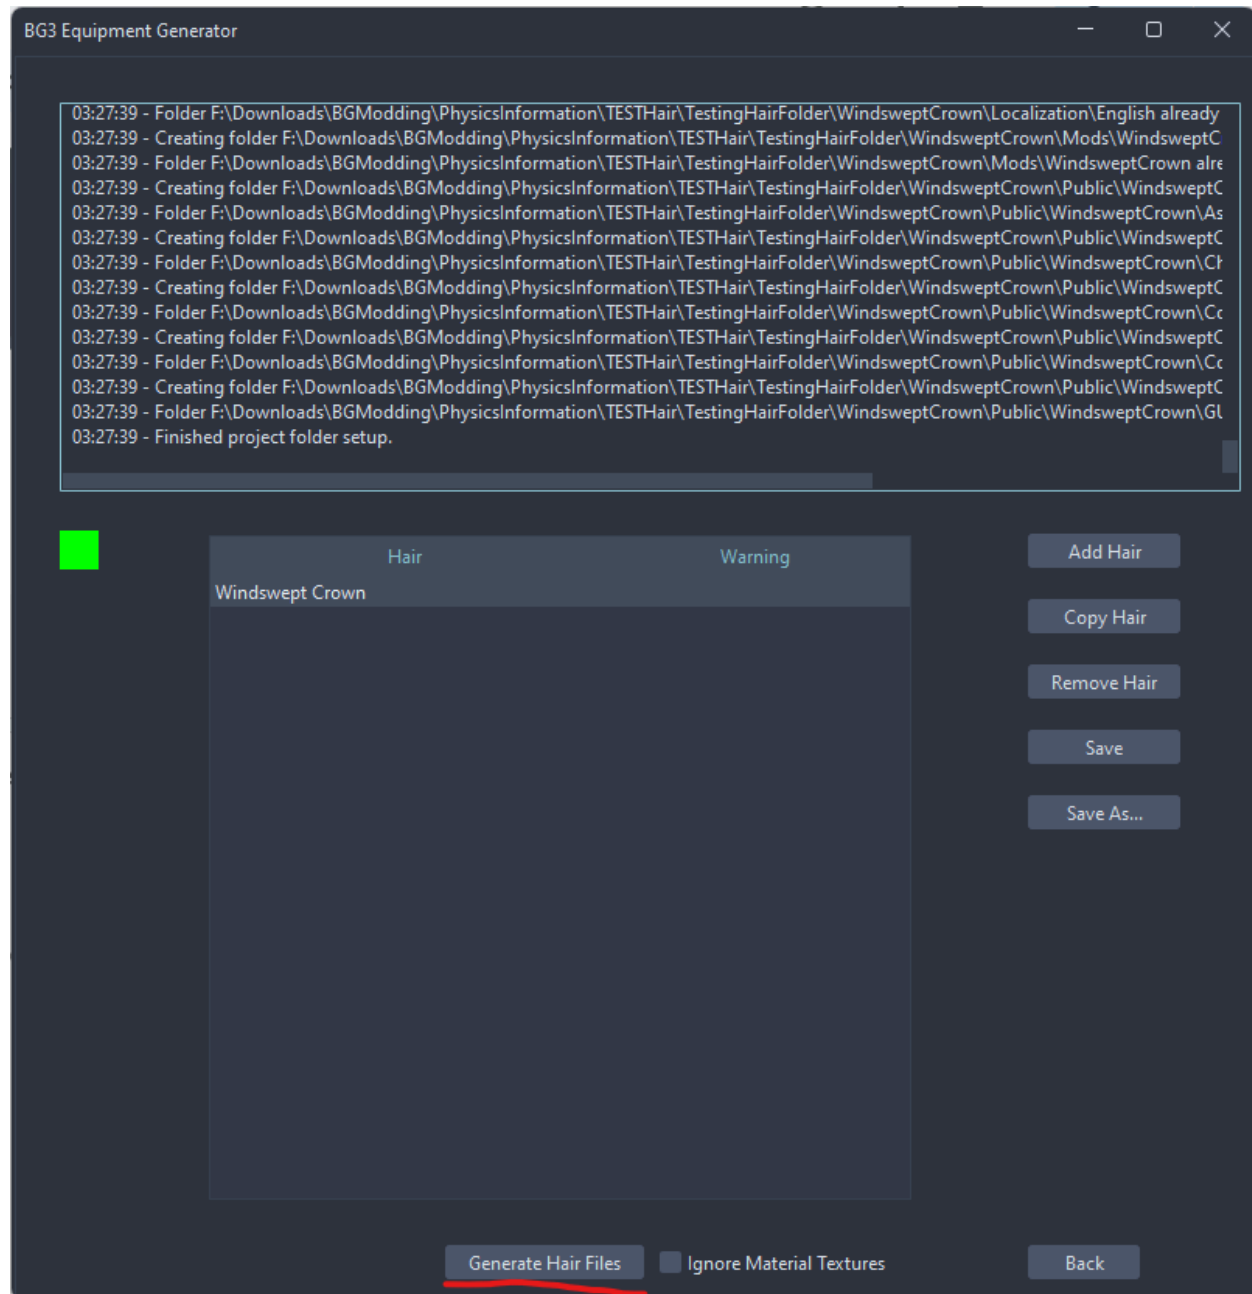 BG3 Equipment Generator
03:27:39 - Folder F:\Downloads\BGModding\PhysicsInformation\TESTHair\TestingHairFolder\WindsweptCrown\Localization\English already
03:27:39 - Creating folder F:\Downloads\BGModding\PhysicsInformation\TESTHair\TestingHairFolder\WindsweptCrown\Mods\WindsweptC
03:27:39 - Folder F:\Downloads\BGModding\PhysicsInformation\TESTHair\TestingHairFolder\WindsweptCrown\Mods\WindsweptCrown alre
03:27:39 - Creating folder F:\Downloads\BGModding\PhysicsInformation\TESTHair\TestingHairFolder\WindsweptCrown\Public\WindsweptC
03:27:39 - Folder F:\Downloads\BGModding\PhysicsInformation\TESTHair\TestingHairFolder\WindsweptCrown\Public\WindsweptCrown\As
03:27:39 - Creating folder F:\Downloads\BGModding\PhysicsInformation\TESTHair\TestingHairFolder\WindsweptCrown\Public\WindsweptC
03:27:39 - Folder F:\Downloads\BGModding\PhysicsInformation\TESTHair\TestingHairFolder\WindsweptCrown\Public\WindsweptCrown\Ch
03:27:39 - Creating folder F:\Downloads\BGModding\PhysicsInformation\TESTHair\TestingHairFolder\WindsweptCrown\Public\WindsweptC
03:27:39 - Folder F:\Downloads\BGModding\PhysicsInformation\TESTHair\TestingHairFolder\WindsweptCrown\Public\WindsweptCrown\Co
03:27:39 - Creating folder F:\Downloads\BGModding\PhysicsInformation\TESTHair\TestingHairFolder\WindsweptCrown\Public\WindsweptC
03:27:39 - Folder F:\Downloads\BGModding\PhysicsInformation\TESTHair\TestingHairFolder\WindsweptCrown\Public\WindsweptCrown\Co
03:27:39 - Creating folder F:\Downloads\BGModding\PhysicsInformation\TESTHair\TestingHairFolder\WindsweptCrown\Public\WindsweptC
03:27:39 - Folder F:\Downloads\BGModding\PhysicsInformation\TESTHair\TestingHairFolder\WindsweptCrown\Public\WindsweptCrown\GU
03:27:39 - Finished project folder setup.
Hair Warning
Windswept Crown
Add Hair
Copy Hair
Remove Hair
Save
Save As...
Generate Hair Files Ignore Material Textures Back